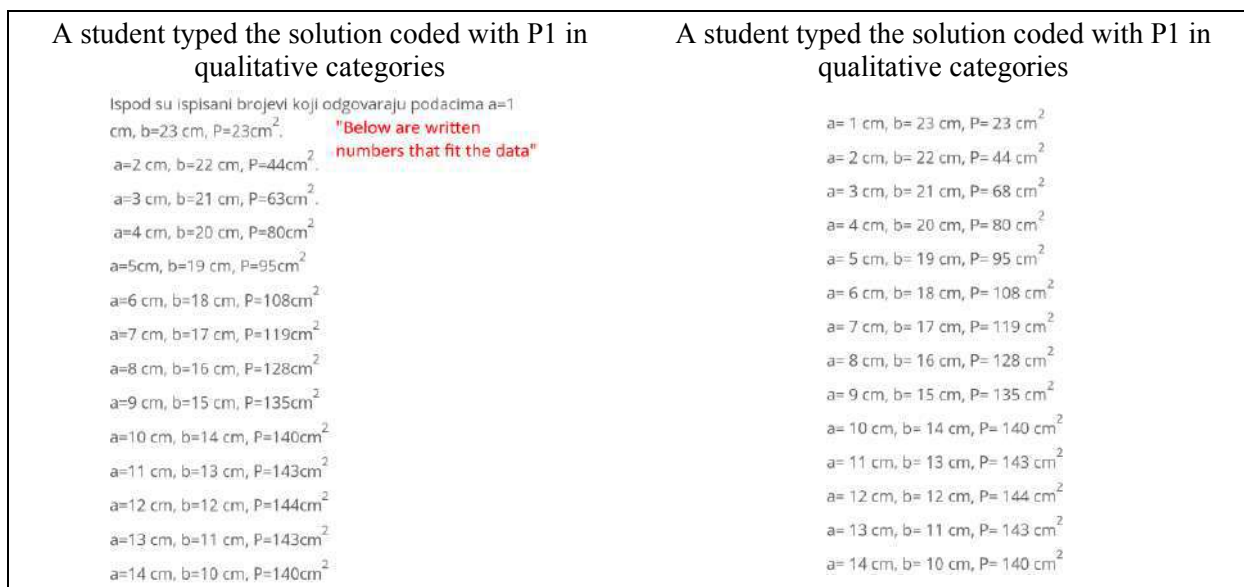 A student typed the solution coded with P1 in
qualitative categories
Ispod su ispisani brojevi koji odgovaraju podacima a=1
cm, b=23 cm, P=23cm².
"Below are written
numbers that fit the data"
a=2 cm, b=22 cm, P=44cm².
a=3 cm, b=21 cm, P=63cm².
a=4 cm, b=20 cm, P=80cm²
a=5cm, b=19 cm, P=95cm²
a=6 cm, b=18 cm, P=108cm²
a=7 cm, b=17 cm, P=119cm²
a=8 cm, b=16 cm, P=128cm²
a=9 cm, b=15 cm, P=135cm²
a=10 cm, b=14 cm, P=140cm²
a=11 cm, b=13 cm, P=143cm²
a=12 cm, b=12 cm, P=144cm²
a=13 cm, b=11 cm, P=143cm²
a=14 cm, b=10 cm, P=140cm²
A student typed the solution coded with P1 in
qualitative categories
a= 1 cm, b= 23 cm, P= 23 cm²
a= 2 cm, b= 22 cm, P= 44 cm²
a= 3 cm, b= 21 cm, P= 68 cm²
a= 4 cm, b= 20 cm, P= 80 cm²
a= 5 cm, b= 19 cm, P= 95 cm²
a= 6 cm, b= 18 cm, P= 108 cm²
a= 7 cm, b= 17 cm, P= 119 cm²
a= 8 cm, b= 16 cm, P= 128 cm²
a= 9 cm, b= 15 cm, P= 135 cm²
a= 10 cm, b= 14 cm, P= 140 cm²
a= 11 cm, b= 13 cm, P= 143 cm²
a= 12 cm, b= 12 cm, P= 144 cm²
a= 13 cm, b= 11 cm, P= 143 cm²
a= 14 cm, b= 10 cm, P= 140 cm²